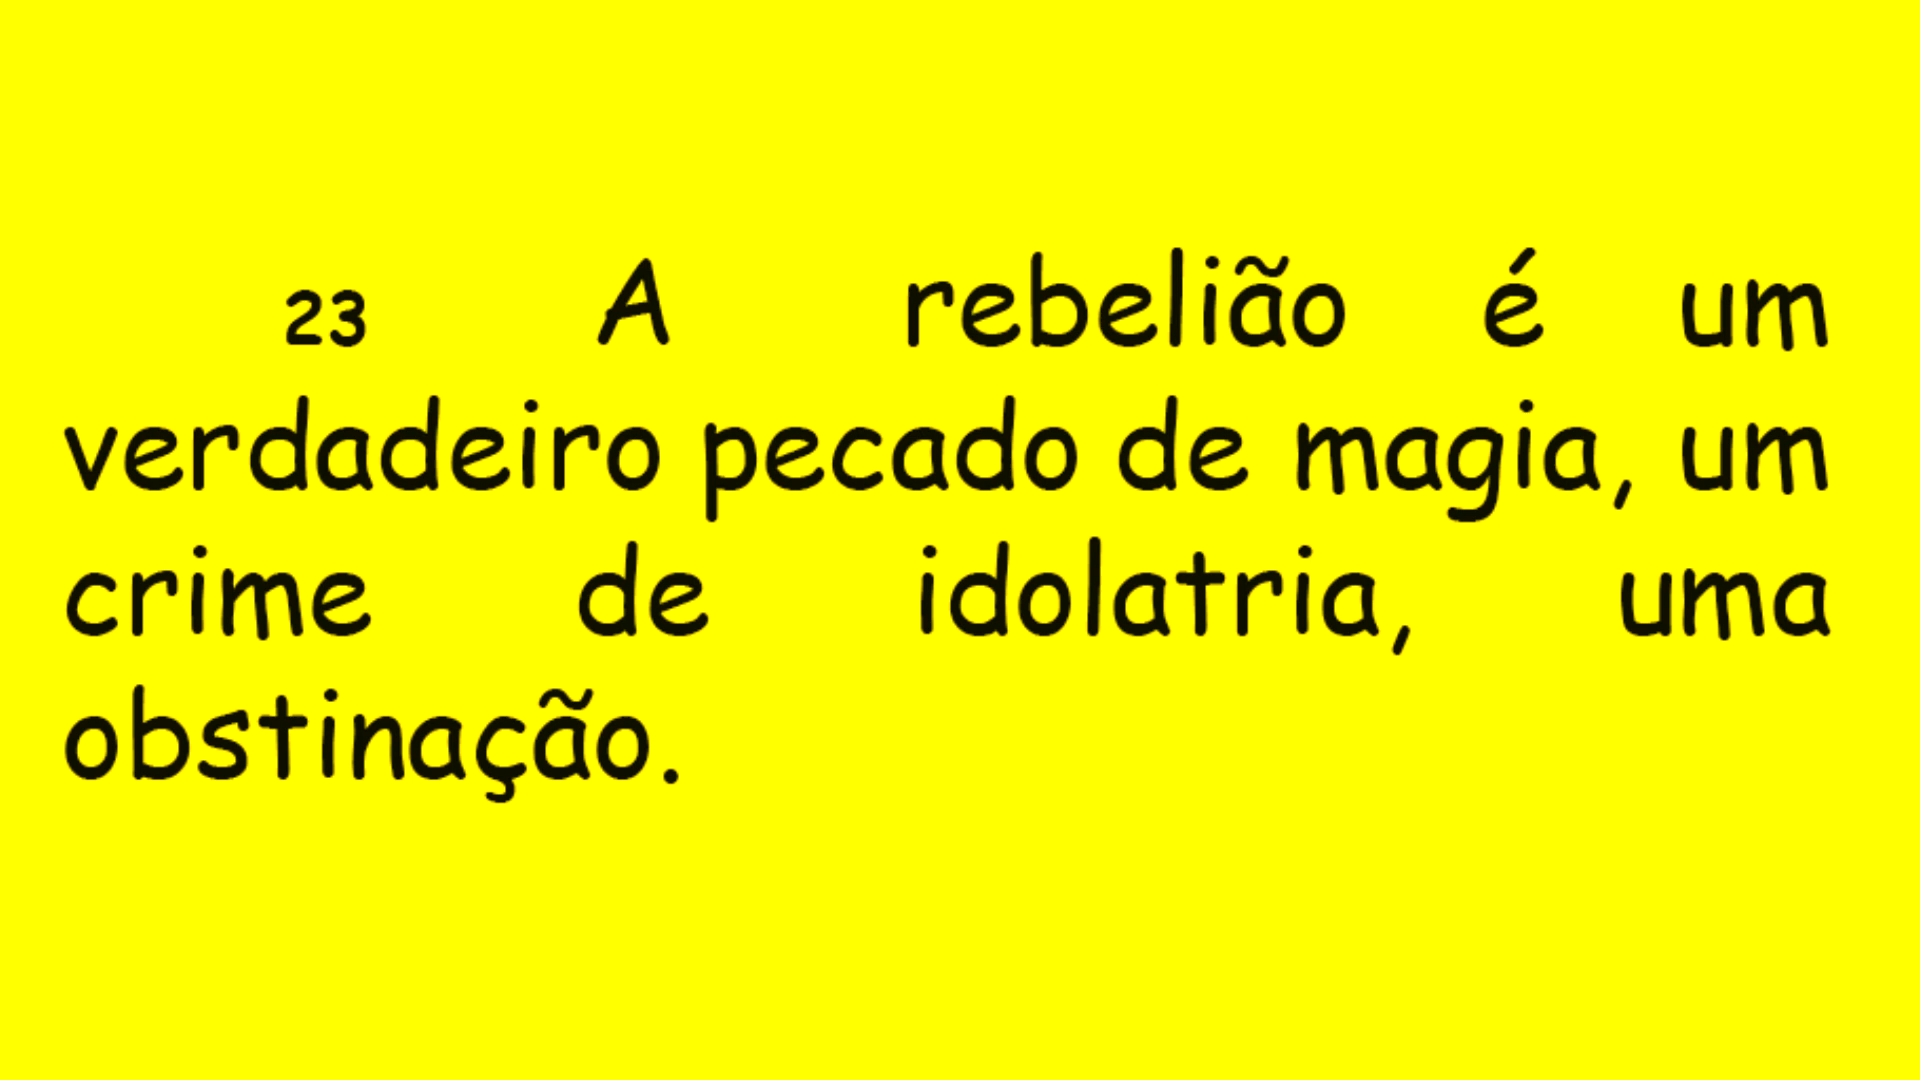 23 A rebelião é um
verdadeiro pecado de magia, um
crime de idolatria, uma
obstinação.